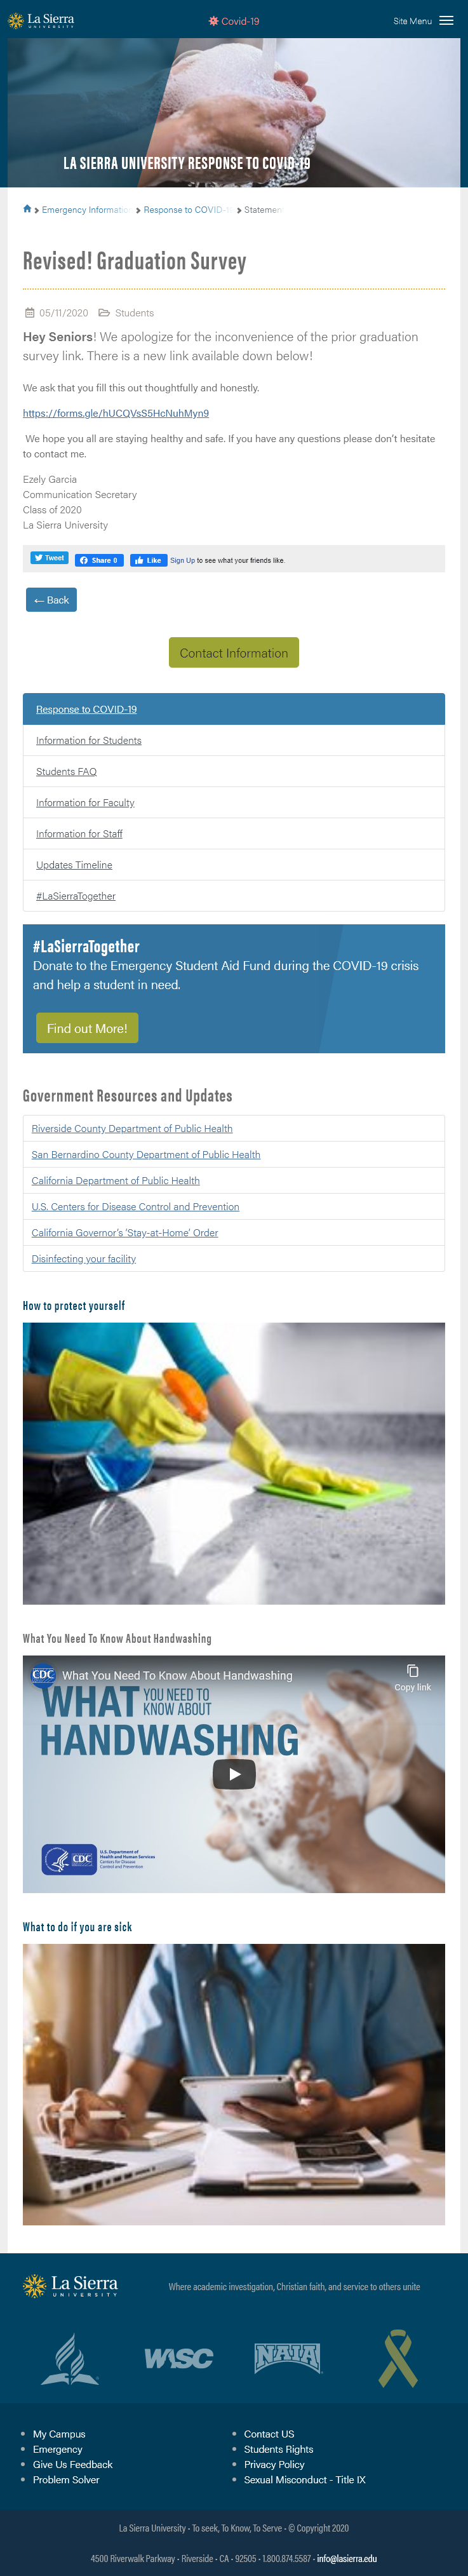 La Sierra
UNIVERSITY
Covid-19
Site Menu
LA SIERRA UNIVERSITY RESPONSE TO COVID-19
Emergency Informatio
Response to COVID-1
Statemen
Revised! Graduation Survey
05/11/2020 Students
Hey Seniors! We apologize for the inconvenience of the prior graduation
survey link. There is a new link available down below!
We ask that you fill this out thoughtfully and honestly.
https://forms.gle/hUCQVsS5HcNuhMyn9
We hope you all are staying healthy and safe. If you have any questions please don't hesitate
to contact me.
Ezely Garcia
Communication Secretary
Class of 2020
La Sierra University
Tweet Share 0 Like Sign Up to see what your friends like.
← Back
Contact Information
Response to COVID-19
Information for Students
Students FAQ
Information for Faculty
Information for Staff
Updates Timeline
#LaSierraTogether
#LaSierraTogether
Donate to the Emergency Student Aid Fund during the COVID-19 crisis
and help a student in need.
Find out More!
Government Resources and Updates
Riverside County Department of Public Health
San Bernardino County Department of Public Health
California Department of Public Health
U.S. Centers for Disease Control and Prevention
California Governor's 'Stay-at-Home' Order
Disinfecting your facility
How to protect yourself
What You Need To Know About Handwashing
CDC What You Need To Know About Handwashing
Copy link
WHAT YOU NEED TO
KNOW ABOUT
HANDWASHING
CDC
U.S. Department of
Health and Human Services
Centers for Disease
Control and Prevention
What to do if you are sick
La Sierra
UNIVERSITY
Where academic investigation, Christian faith, and service to others unite
WASC
NAIA
My Campus
Emergency
Give Us Feedback
Problem Solver
Contact US
Students Rights
Privacy Policy
Sexual Misconduct - Title IX
La Sierra University • To seek, To Know, To Serve • © Copyright 2020
4500 Riverwalk Parkway • Riverside • CA • 92505 • 1.800.874.5587 • info@lasierra.edu